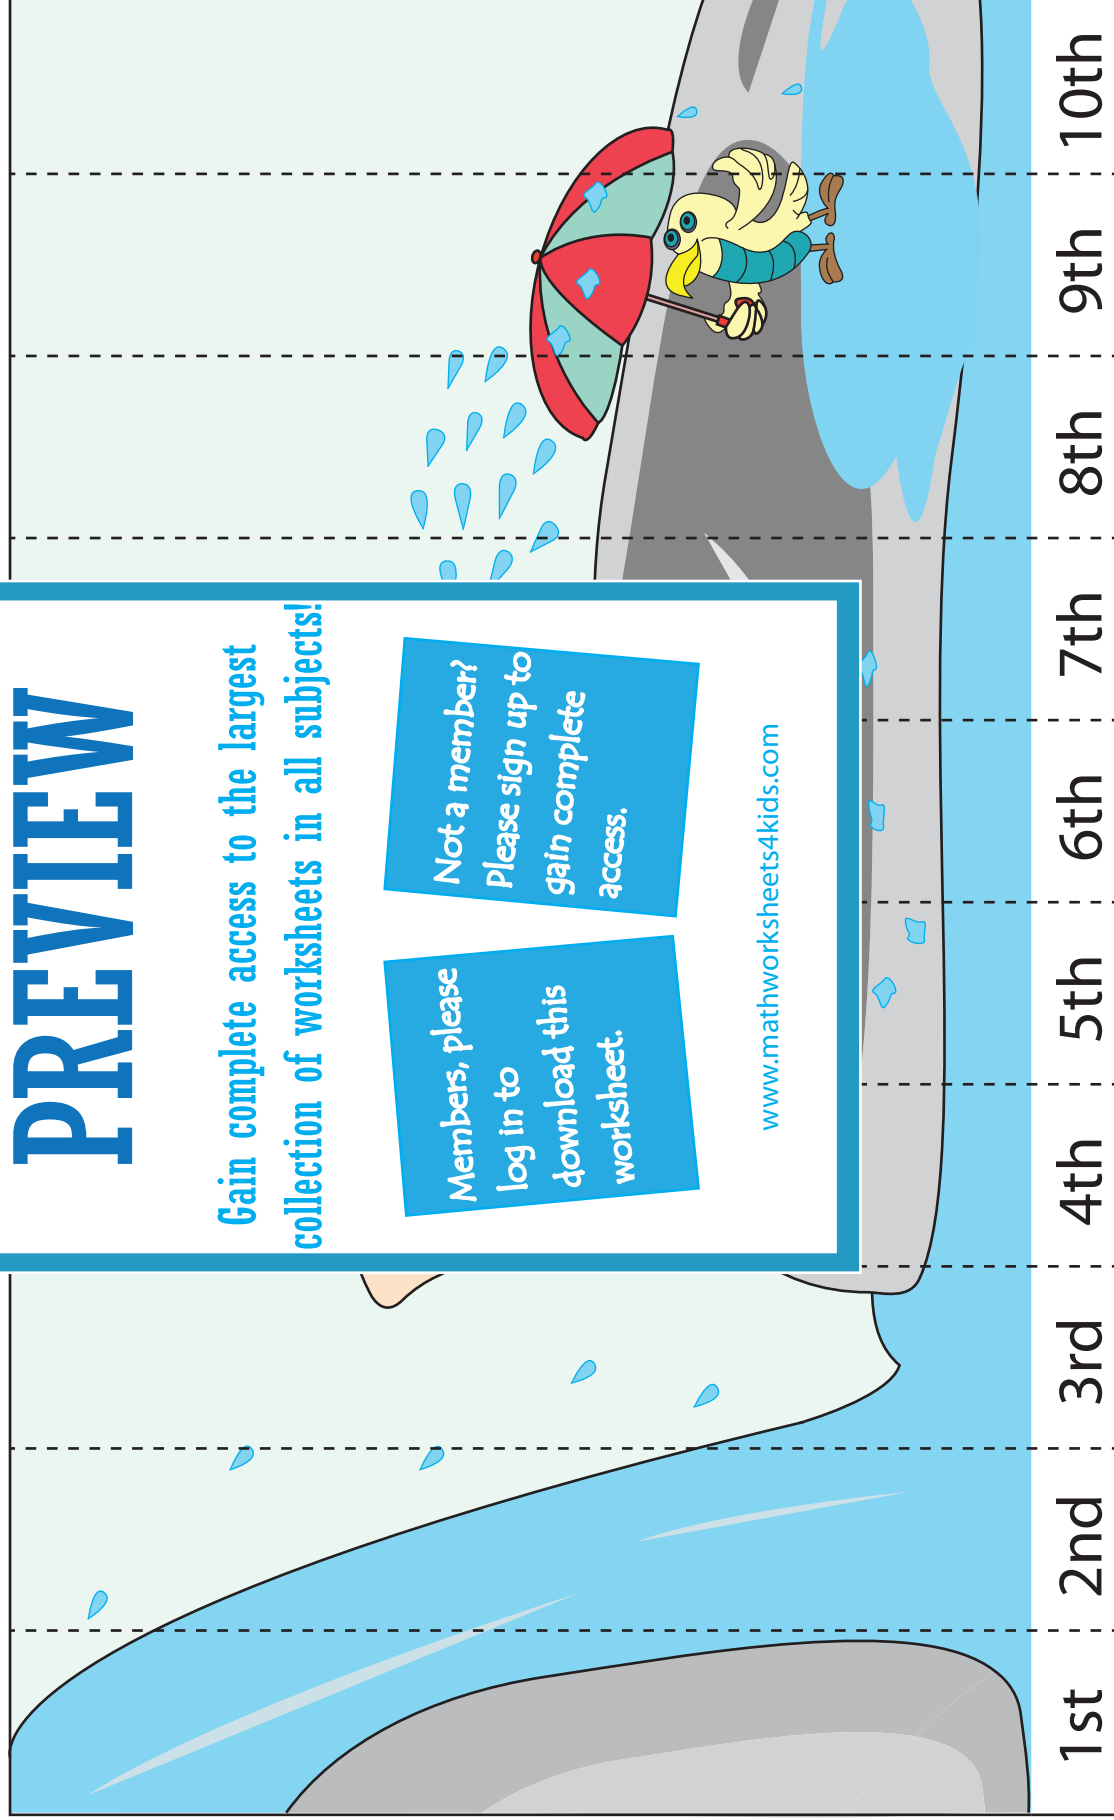 PREVIEW
Gain complete access to the largest
collection of worksheets in all subjects!
Members, please
log in to
download this
worksheet.
Not a member?
Please sign up to
gain complete
access.
www.mathworksheets4kids.com
1st 2nd 3rd 4th 5th 6th 7th 8th 9th 10th